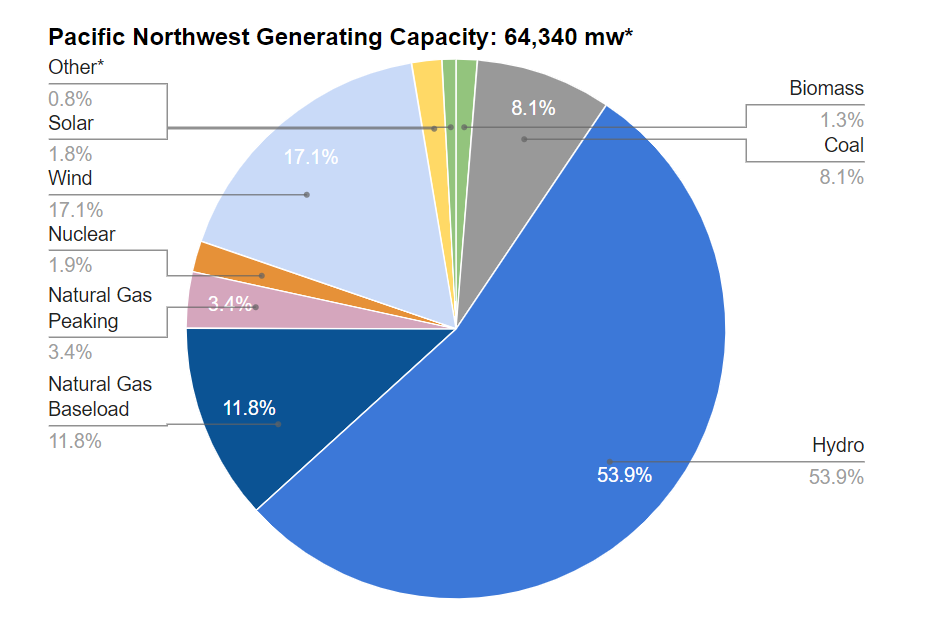 Pacific Northwest Generating Capacity: 64,340 mw*
Other*
0.8%
Solar
1.8%
Wind
17.1%
Nuclear
1.9%
Natural Gas
Peaking
3.4%
Natural Gas
Baseload
11.8%
17.1%
3.4%
11.8%
8.1%
53.9%
Biomass
1.3%
Coal
8.1%
Hydro
53.9%